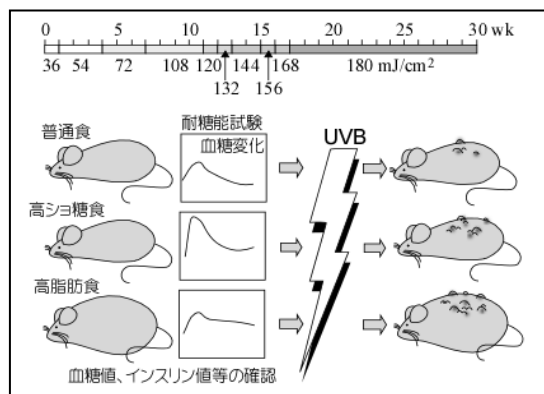 0 5 10 15 20 25 30 wk
36 54 72 108 120 144 168 180 mJ/cm²
132 156
普通食
耐糖能試験
血糖変化
UVB
高ショ糖食
高脂肪食
血糖値、インスリン値等の確認